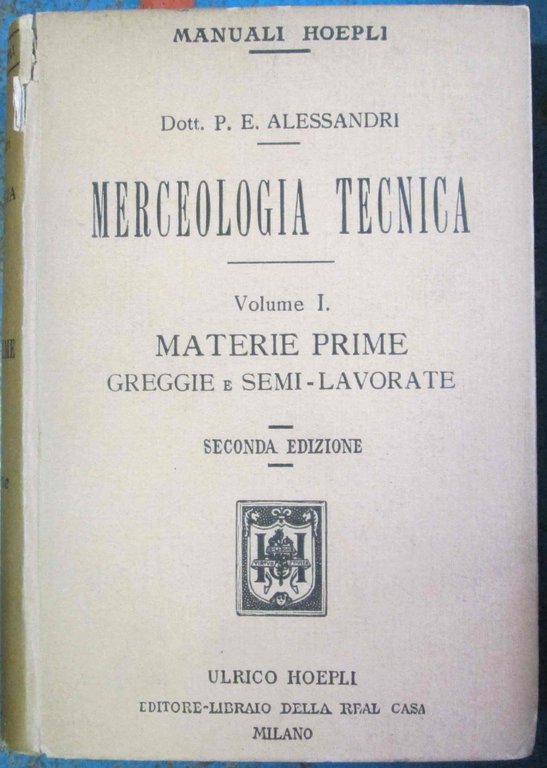 MANUALI HOEPLI
Dott. P. E. ALESSANDRI
MERCEOLOGIA TECNICA
Volume I.
MATERIE PRIME
GREGGIE E SEMI-LAVORATE
SECONDA EDIZIONE
H H
ULRICO HOEPLI
EDITORE-LIBRAIO DELLA REAL CASA
MILANO